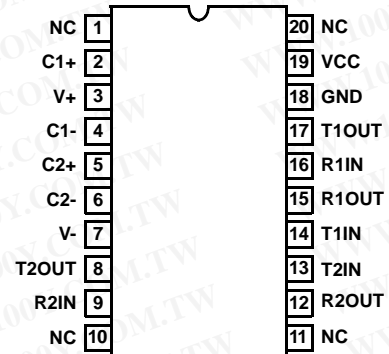 NC 1 20 NC
C1+ 2 19 VCC
V+ 3 18 GND
C1- 4 17 T1OUT
C2+ 5 16 R1IN
C2- 6 15 R1OUT
V- 7 14 T1IN
T2OUT 8 13 T2IN
R2IN 9 12 R2OUT
NC 10 11 NC